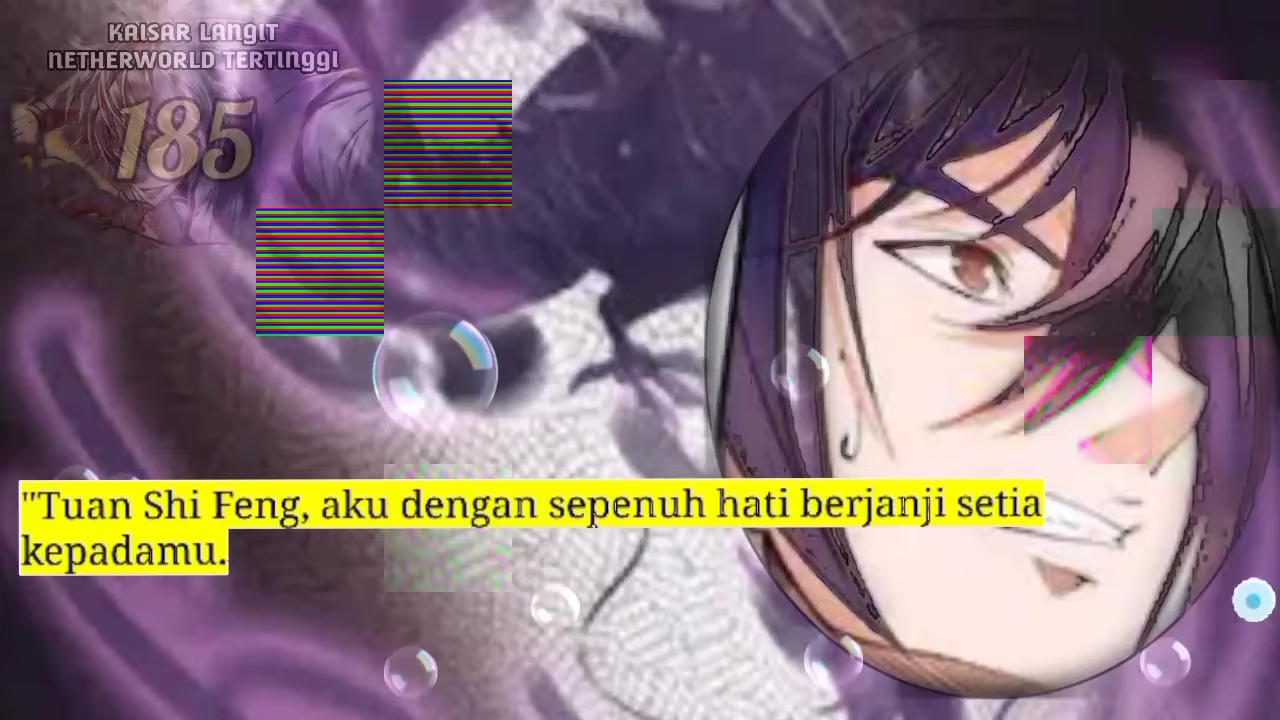 KAISAR LANGIT
NETHERWORLD TERTINGGI
185
"Tuan Shi Feng, aku dengan sepenuh hati berjanji setia
kepadamu.